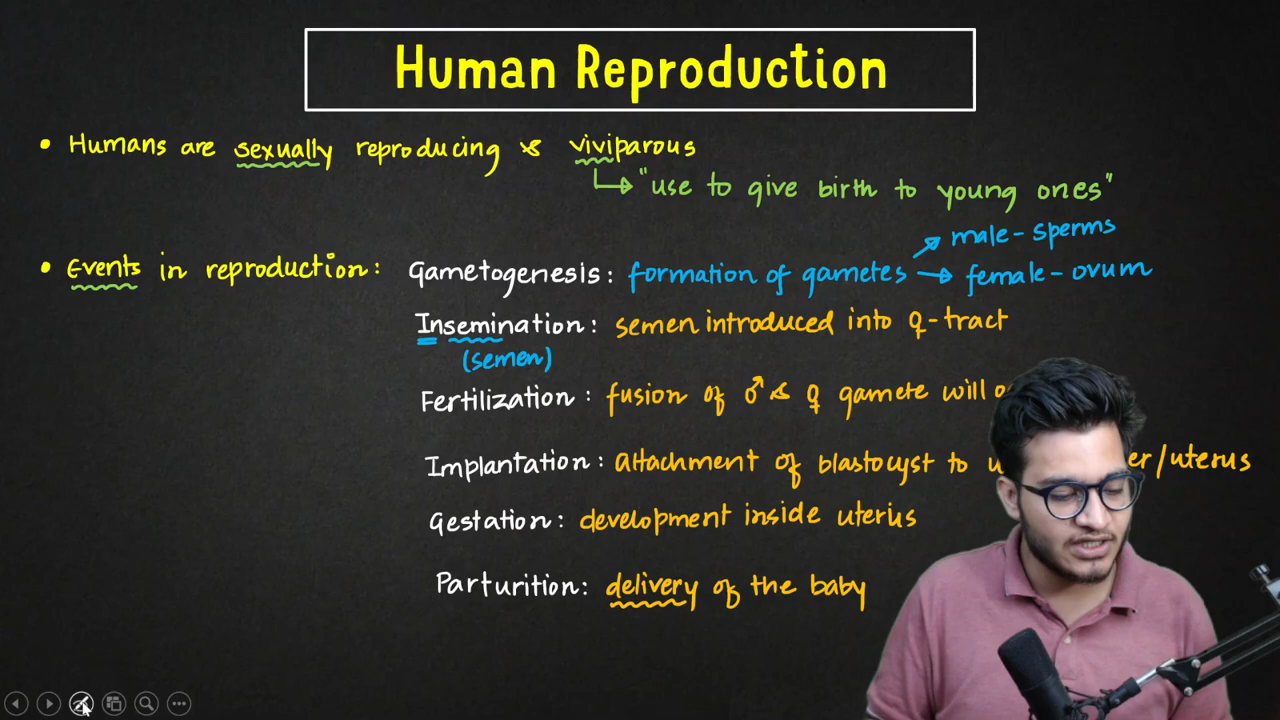 Human Reproduction
• Humans are sexually reproducing & viviparous
"use to give birth to young ones"
• Events in reproduction: Gametogenesis: formation of gametes → male - sperms
→ female - ovum
Insemination: semen introduced into ♀-tract
(semen)
Fertilization: fusion of ♂ & ♀ gamete will
Implantation: attachment of blastocyst to /uterus
Gestation: development inside uterus
Parturition: delivery of the baby